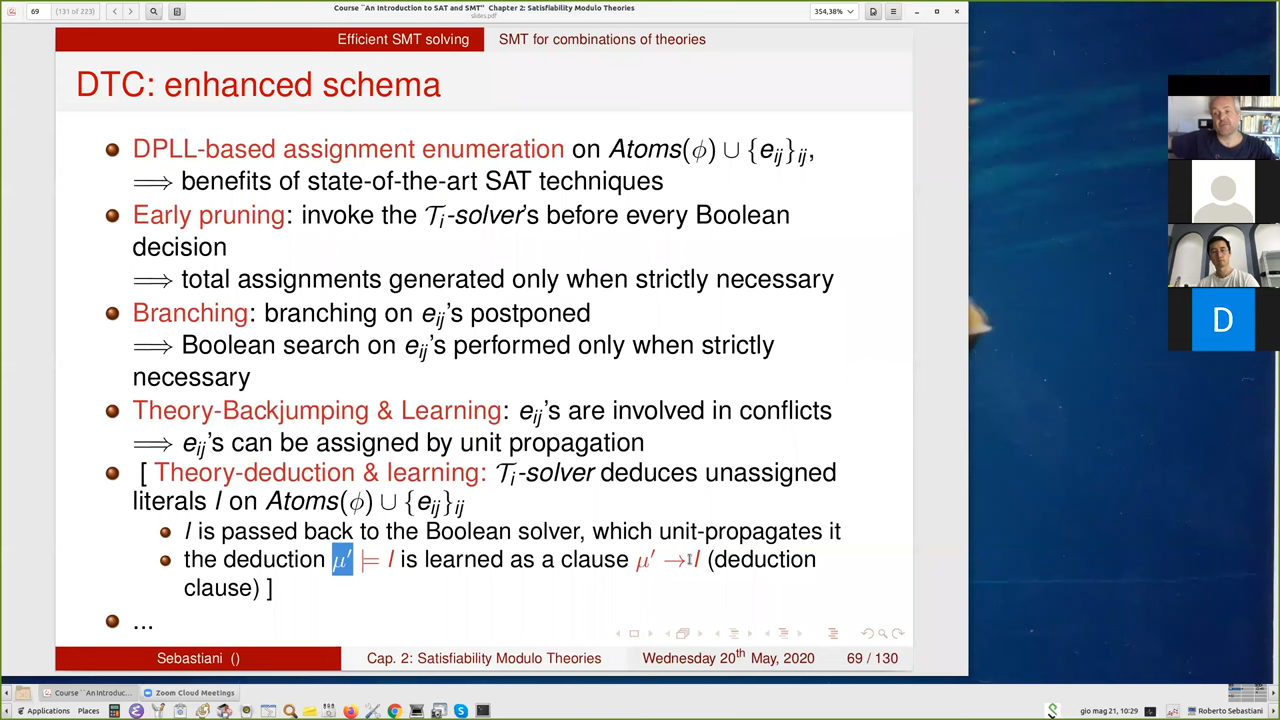 69
(131 of 223)
Course ``An Introduction to SAT and SMT'' Chapter 2: Satisfiability Modulo Theories
slides.pdf
354,38%
Efficient SMT solving
SMT for combinations of theories
DTC: enhanced schema
DPLL-based assignment enumeration on Atoms(ϕ) ∪ {e_ij}_ij,
⟹ benefits of state-of-the-art SAT techniques
Early pruning: invoke the 𝒯_i-solver's before every Boolean
decision
⟹ total assignments generated only when strictly necessary
Branching: branching on e_ij's postponed
⟹ Boolean search on e_ij's performed only when strictly
necessary
Theory-Backjumping & Learning: e_ij's are involved in conflicts
⟹ e_ij's can be assigned by unit propagation
[ Theory-deduction & learning: 𝒯_i-solver deduces unassigned
literals l on Atoms(ϕ) ∪ {e_ij}_ij
l is passed back to the Boolean solver, which unit-propagates it
the deduction μ′ ⊨ l is learned as a clause μ′ → l (deduction
clause) ]
...
Sebastiani ()
Cap. 2: Satisfiability Modulo Theories
Wednesday 20th May, 2020
69 / 130
D
Course ``An Introduc...
Zoom Cloud Meetings
Applications
Places
gio mag 21, 10:29
Roberto Sebastiani